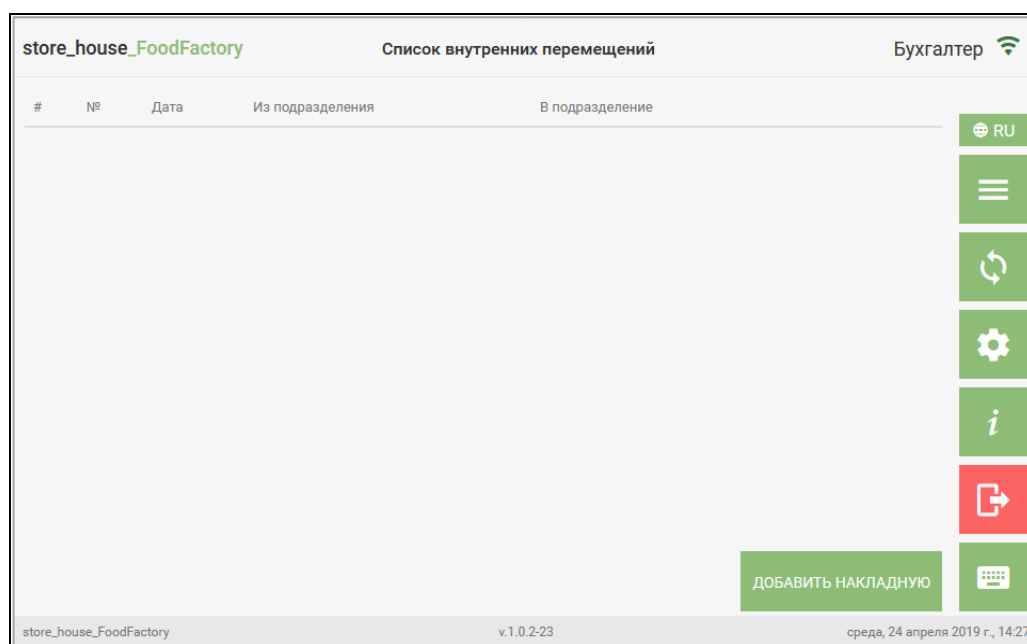 store_house_FoodFactory Список внутренних перемещений Бухгалтер
# № Дата Из подразделения В подразделение
RU
i
ДОБАВИТЬ НАКЛАДНУЮ
store_house_FoodFactory v.1.0.2-23 среда, 24 апреля 2019 г., 14:27